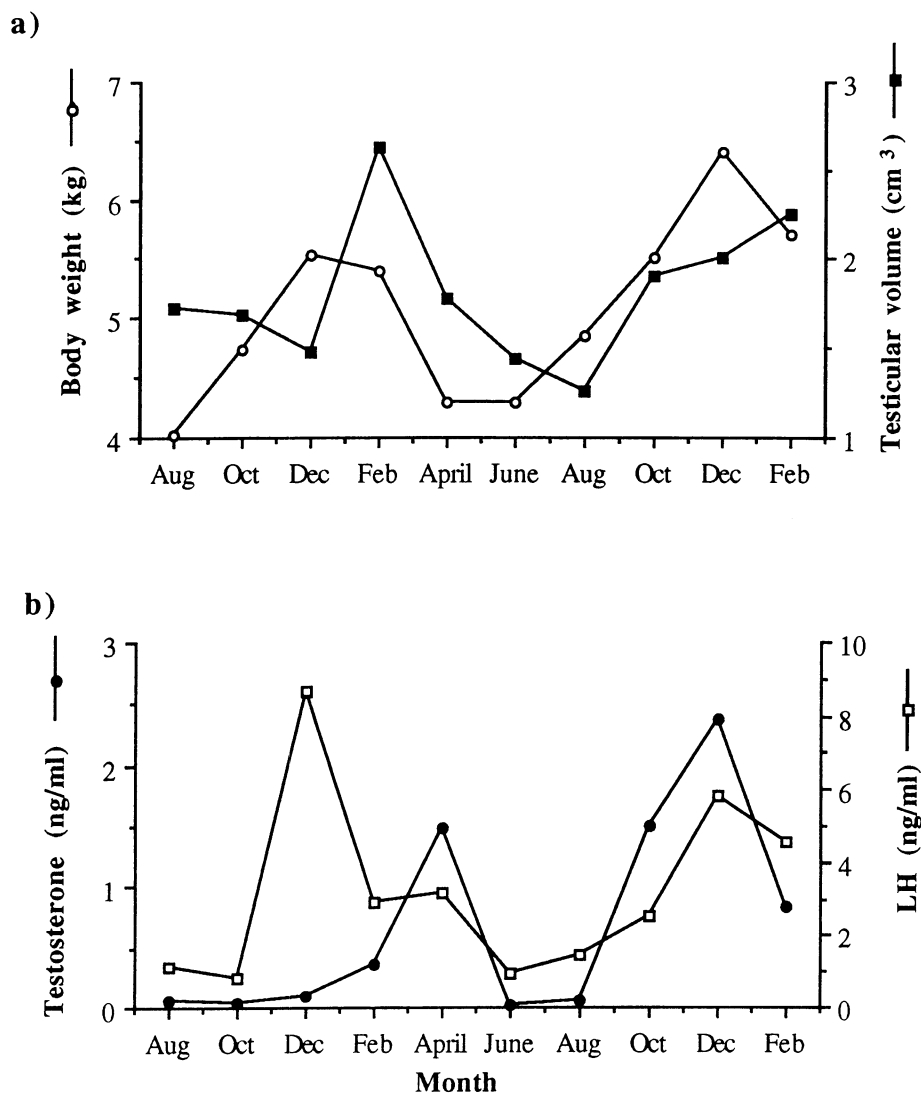 a)
Body weight (kg)
7
6
5
4
3
2
1
Testicular volume (cm³)
Aug Oct Dec Feb April June Aug Oct Dec Feb
b)
Testosterone (ng/ml)
3
2
1
0
10
8
6
4
2
0
LH (ng/ml)
Aug Oct Dec Feb April June Aug Oct Dec Feb
Month